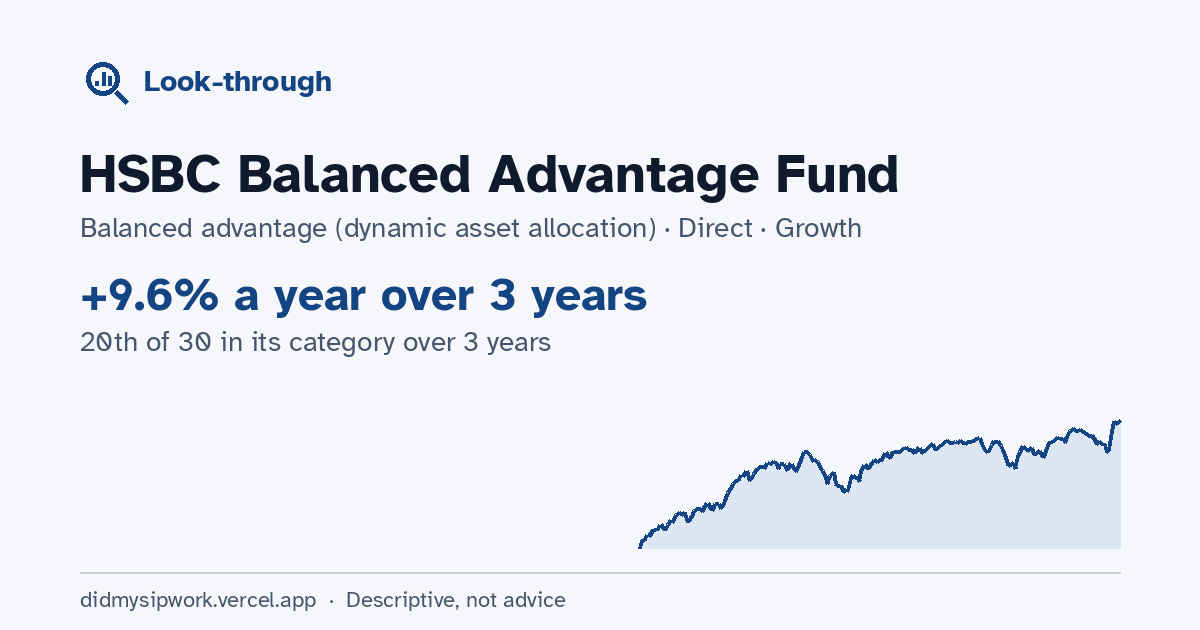 Look-through
HSBC Balanced Advantage Fund
Balanced advantage (dynamic asset allocation) · Direct · Growth
+9.6% a year over 3 years
20th of 30 in its category over 3 years
didmysipwork.vercel.app · Descriptive, not advice